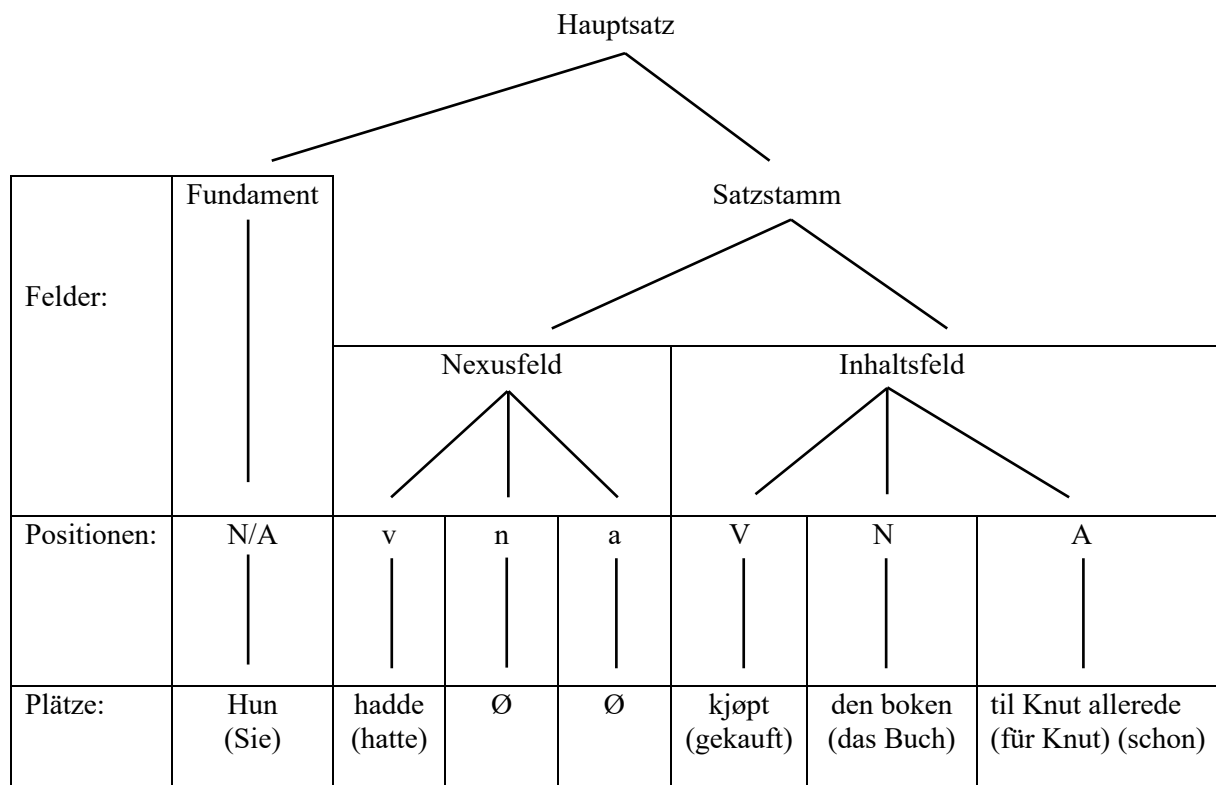 Hauptsatz
Fundament Satzstamm
Felder:
Nexusfeld Inhaltsfeld
Positionen: N/A v n a V N A
Plätze: Hun hadde Ø Ø kjøpt den boken til Knut allerede
(Sie) (hatte) (gekauft) (das Buch) (für Knut) (schon)